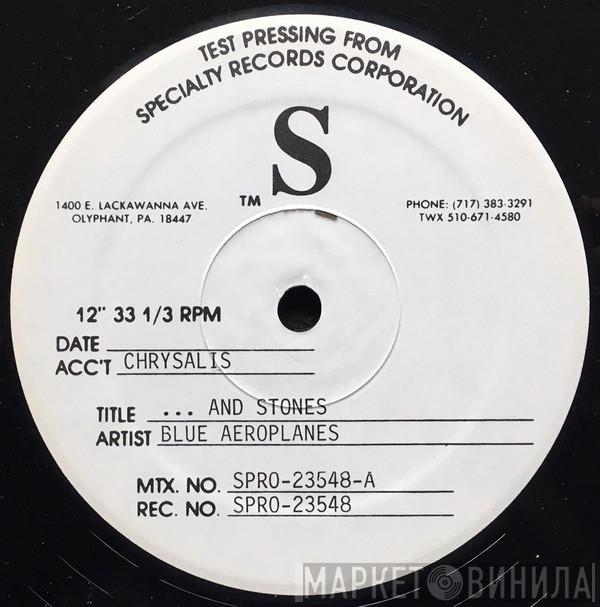 TEST PRESSING FROM
SPECIALTY RECORDS CORPORATION
S
TM
1400 E. LACKAWANNA AVE.
OLYPHANT, PA. 18447
PHONE: (717) 383-3291
TWX 510-671-4580
12" 33 1/3 RPM
DATE
ACC'T CHRYSALIS
TITLE ... AND STONES
ARTIST BLUE AEROPLANES
MTX. NO. SPRO-23548-A
REC. NO. SPRO-23548
МАРКЕТ ВИНИЛА